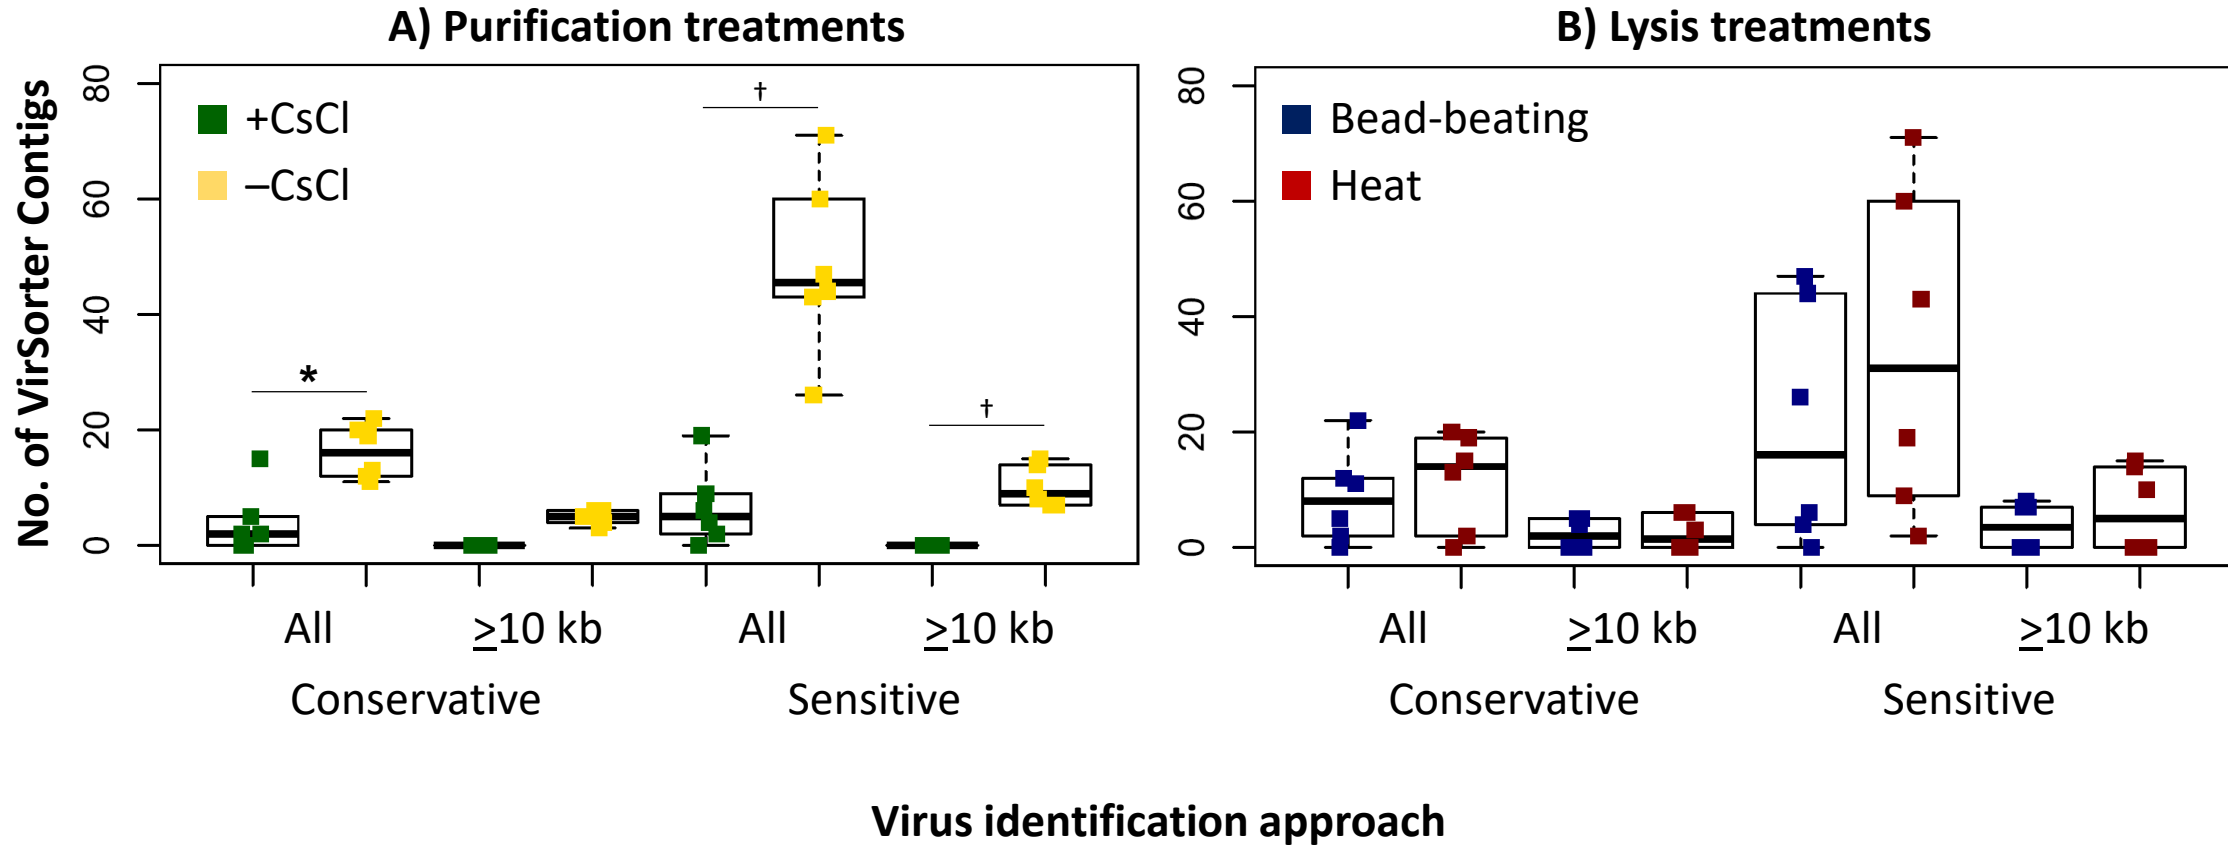 A) Purification treatments
No. of VirSorter Contigs
80
60
40
20
0
+CsCl
–CsCl
*
†
†
All
≥10 kb
All
≥10 kb
Conservative
Sensitive
B) Lysis treatments
80
60
40
20
0
Bead-beating
Heat
All
≥10 kb
All
≥10 kb
Conservative
Sensitive
Virus identification approach